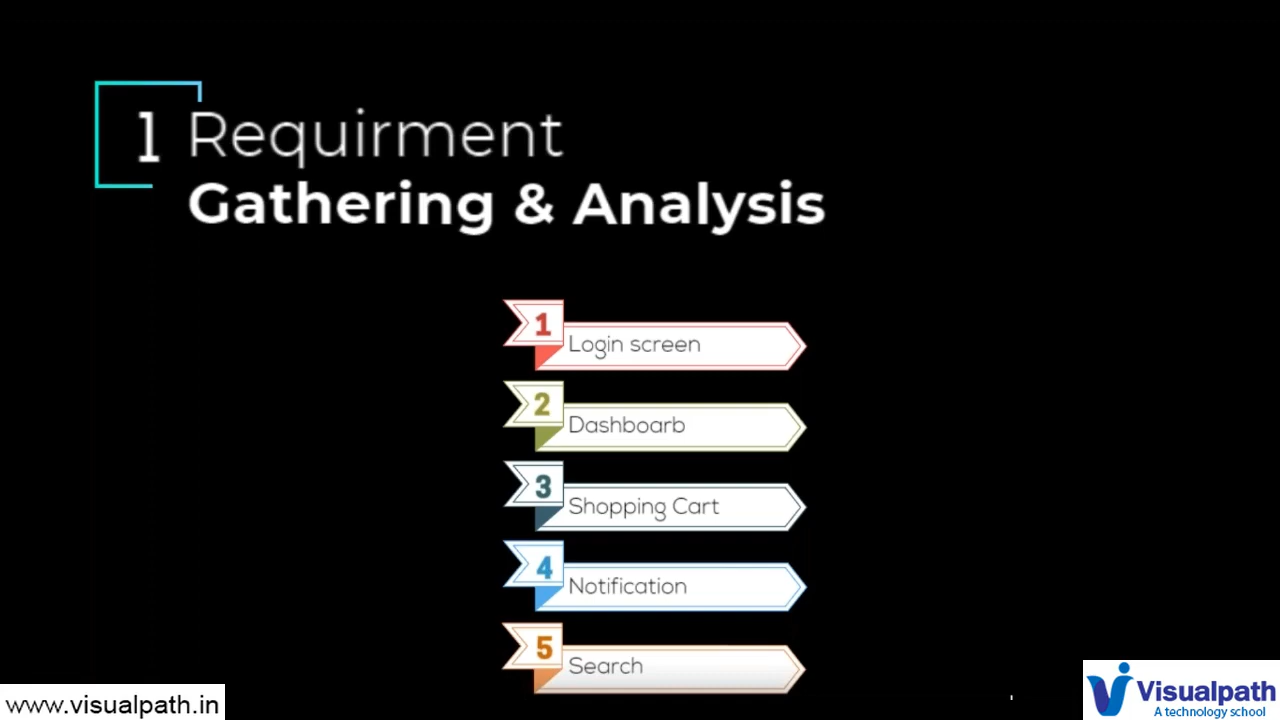 1 Requirment
Gathering & Analysis
1
Login screen
2
Dashboarb
3
Shopping Cart
4
Notification
5
Search
www.visualpath.in
Visualpath
A technology school